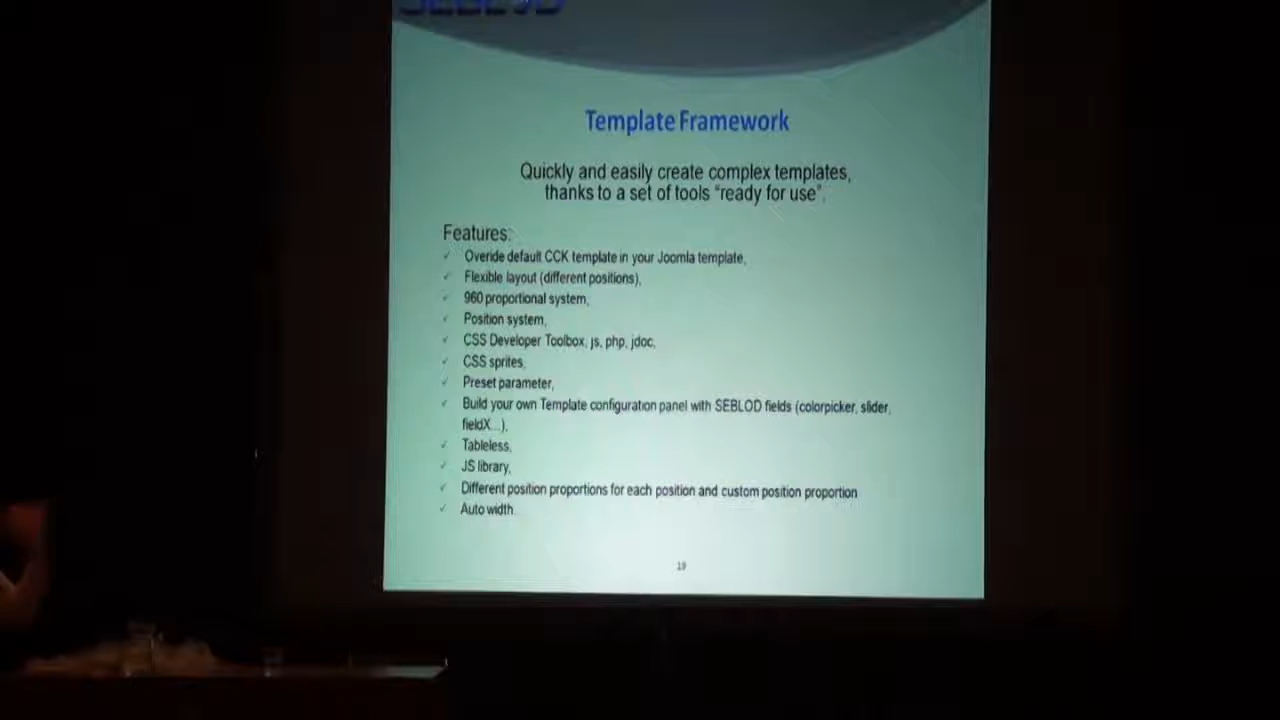 SEBLOD
Template Framework
Quickly and easily create complex templates,
thanks to a set of tools “ready for use”.
Features:
Overide default CCK template in your Joomla template,
Flexible layout (different positions),
960 proportional system,
Position system,
CSS Developer Toolbox, js, php, jdoc,
CSS sprites,
Preset parameter,
Build your own Template configuration panel with SEBLOD fields (colorpicker, slider,
fieldX...),
Tableless,
JS library,
Different position proportions for each position and custom position proportion
Auto width
19